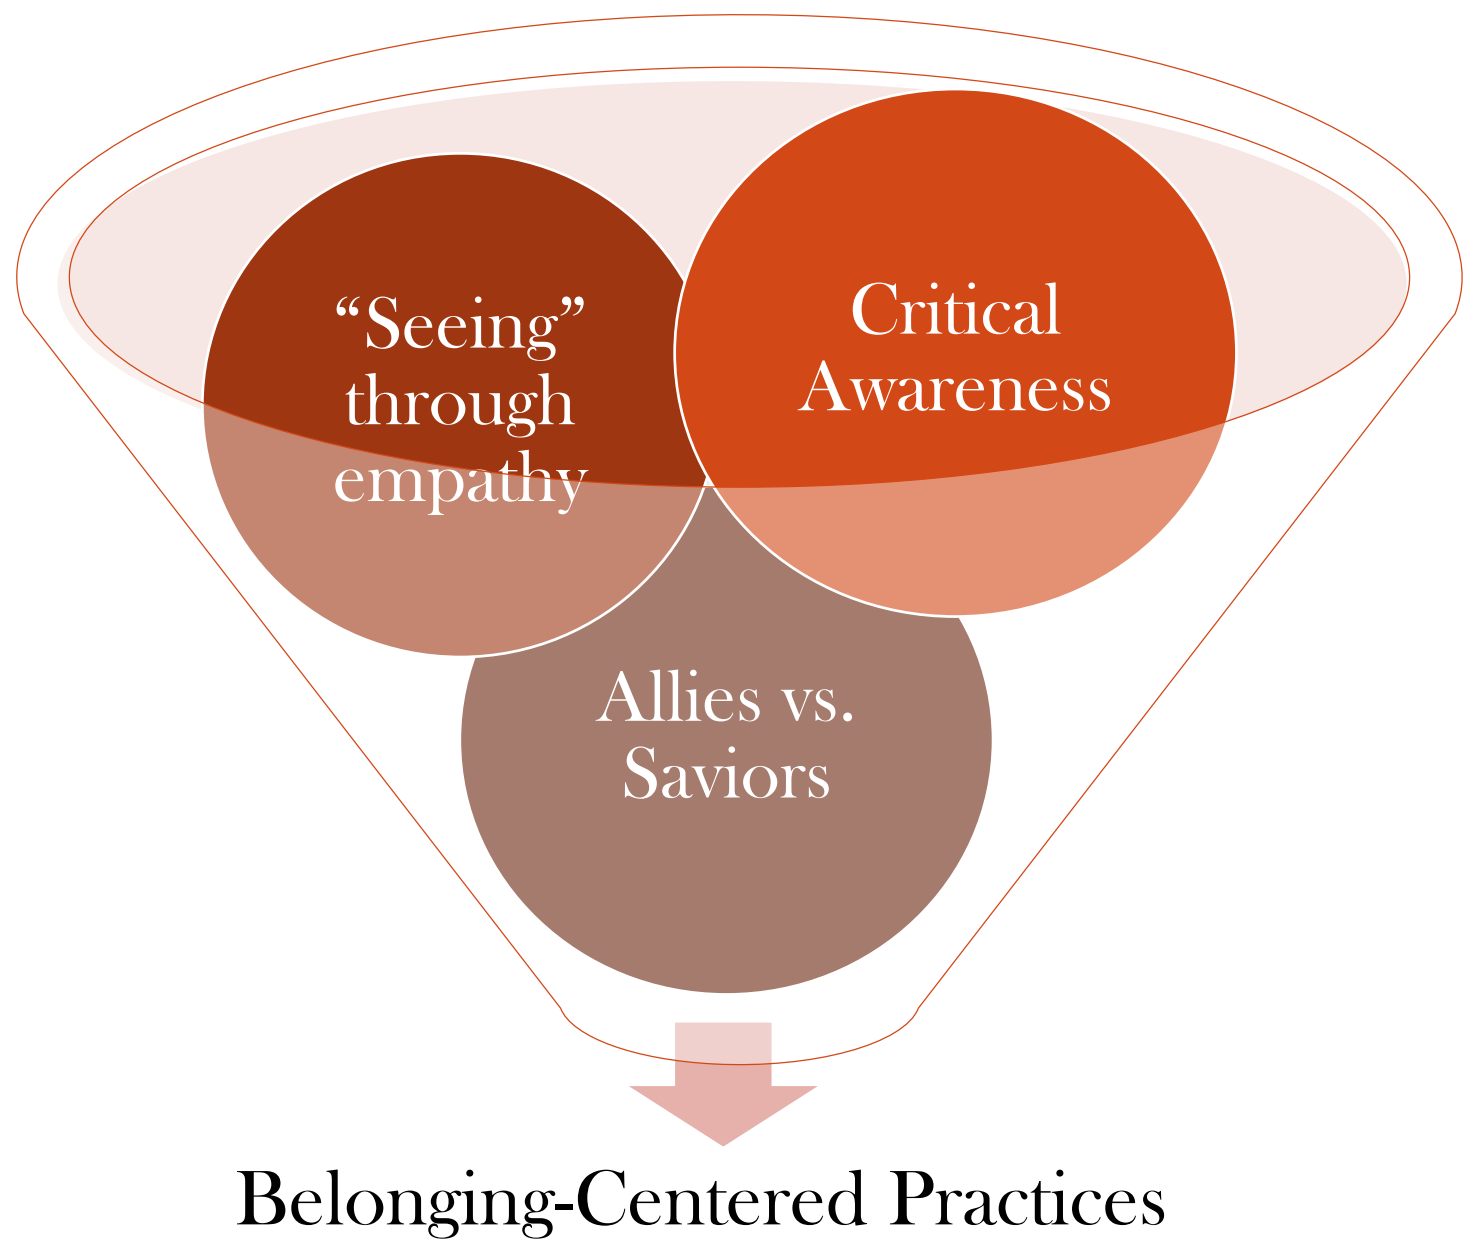 “Seeing”
through
empathy
Critical
Awareness
Allies vs.
Saviors
Belonging-Centered Practices